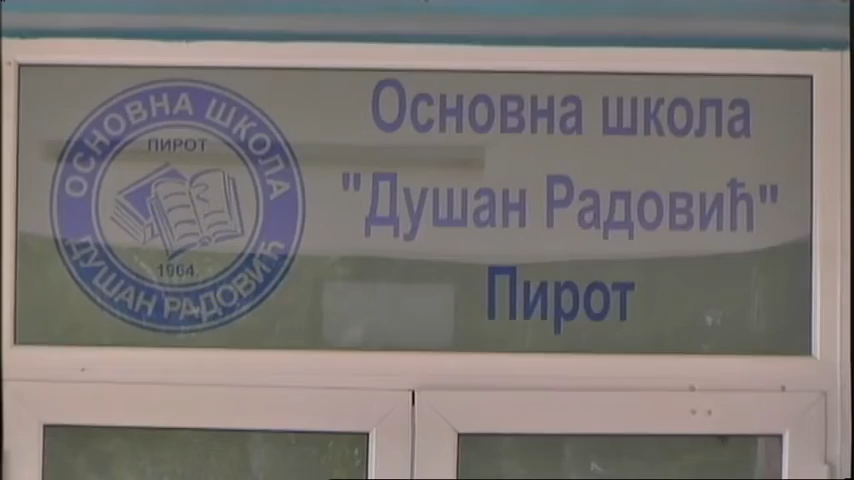 ОСНОВНА ШКОЛА
ПИРОТ
1964.
ДУШАН РАДОВИЋ
Основна школа
"Душан Радовић"
Пирот